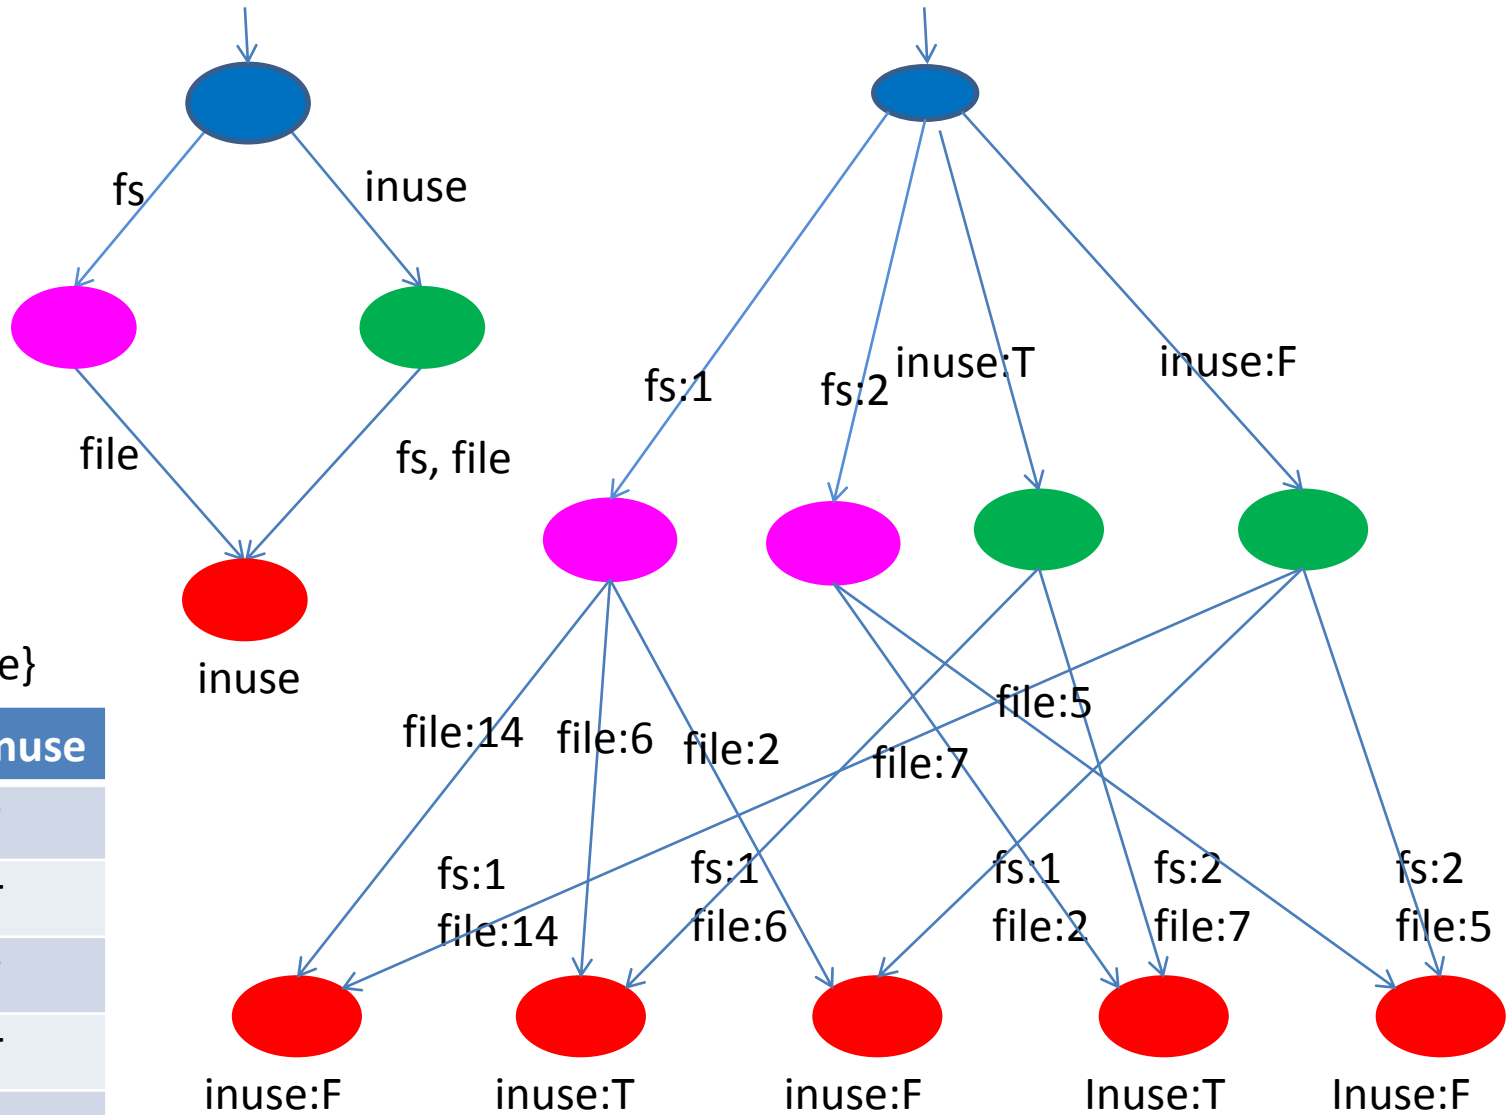 fs
inuse
file
fs, file
inuse
e}
nuse
fs:1
fs:2
inuse:T
inuse:F
file:14
file:6
file:2
file:7
file:5
fs:1
file:14
fs:1
file:6
fs:1
file:2
fs:2
file:7
fs:2
file:5
inuse:F
inuse:T
inuse:F
Inuse:T
Inuse:F